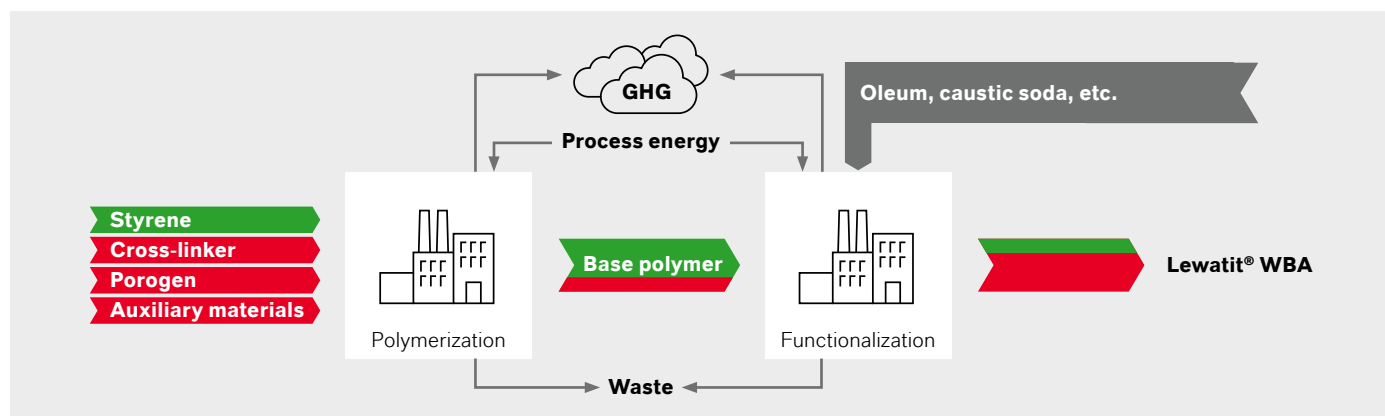 GHG
Oleum, caustic soda, etc.
Process energy
Styrene
Cross-linker
Porogen
Auxiliary materials
Base polymer
Lewatit® WBA
Polymerization
Functionalization
Waste